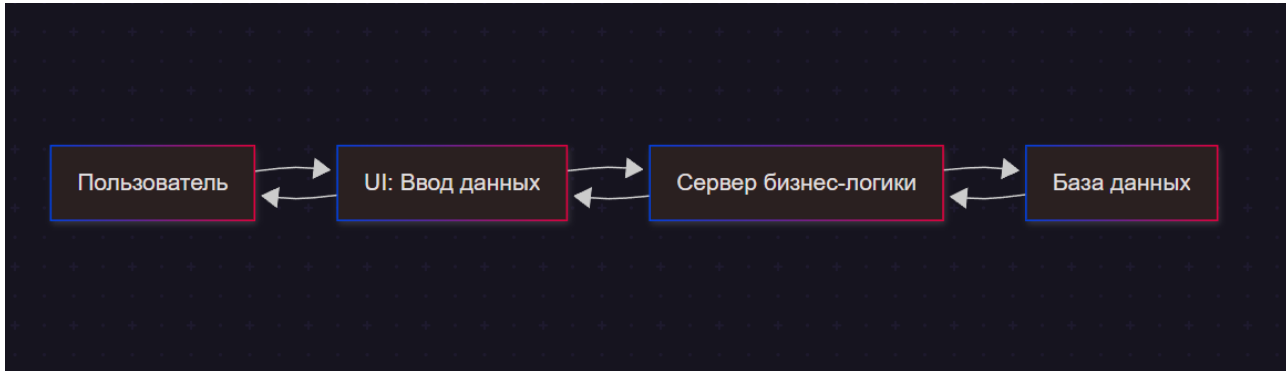 Пользователь
UI: Ввод данных
Сервер бизнес-логики
База данных